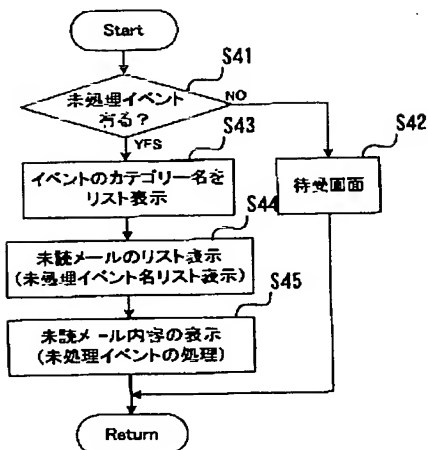 Start
S41
未処理イベント
有る?
NO
YES
S43
S42
イベントのカテゴリー名を
リスト表示
待受画面
S44
未読メールのリスト表示
(未処理イベント名リスト表示)
S45
未読メール内容の表示
(未処理イベントの処理)
Return